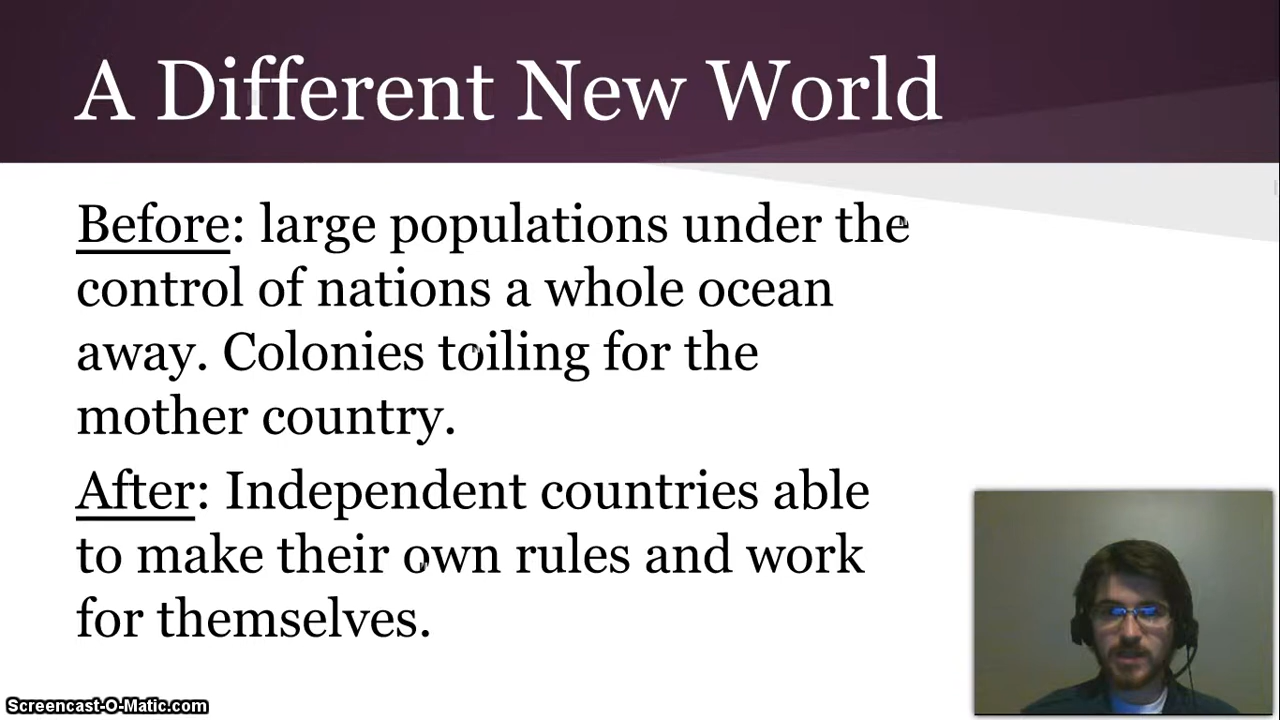 A Different New World
Before: large populations under the
control of nations a whole ocean
away. Colonies toiling for the
mother country.
After: Independent countries able
to make their own rules and work
for themselves.
Screencast-O-Matic.com